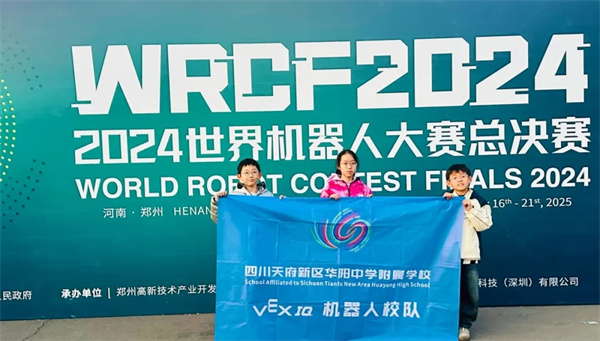 WRCF2024
2024世界机器人大赛总决赛
WORLD ROBOT CONTEST FINALS 2024
河南·郑州 HENAN
16th - 21st, 2025
四川天府新区华阳中学附属学校
School Affiliated to Sichuan Tianfu New Area Huayang High School
VEX IQ 机器人校队
人民政府 承办单位 郑州高新技术产业开发 科技（深圳）有限公司